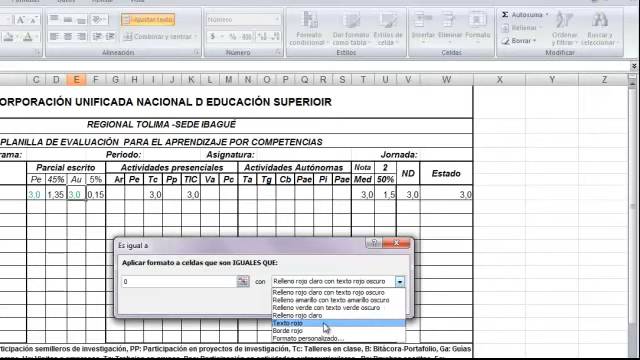 Ajustar texto
Número
Autosuma
Rellenar
Borrar
Combinar y centrar
Formato condicional
Dar formato como tabla
Estilos de celda
Insertar
Eliminar
Formato
Ordenar y filtrar
Buscar y seleccionar
Alineación
Número
Estilos
Celdas
Modificar
C D E F G H I J K L M N O P Q R S T U V W X Y Z
ORPORACIÓN UNIFICADA NACIONAL D EDUCACIÓN SUPERIOIR
REGIONAL TOLIMA -SEDE IBAGUÉ
PLANILLA DE EVALUACIÓN PARA EL APRENDIZAJE POR COMPETENCIAS
rama: Periodo: Asignatura: Jornada:
Parcial escrito Actividades presenciales Actividades Autónomas Nota 2 ND Estado
Pe 45% Au 5% Ar Pe Tc Pp TIC Va Pc Ta Tg Cb Pae Pi Pae Med 50%
3,0 1,35 3,0 0,15 3,0 3,0 3,0 1,5 3,0 3,0
Es igual a
Aplicar formato a celdas que son IGUALES QUE:
0 con Relleno rojo claro con texto rojo oscuro
Relleno rojo claro con texto rojo oscuro
Relleno amarillo con texto amarillo oscuro
Relleno verde con texto verde oscuro
Relleno rojo claro
Texto rojo
Borde rojo
Formato personalizado...
Participación semilleros de investigación, PP: Participación en proyectos de investigación, Tc: Talleres en clase, Am: